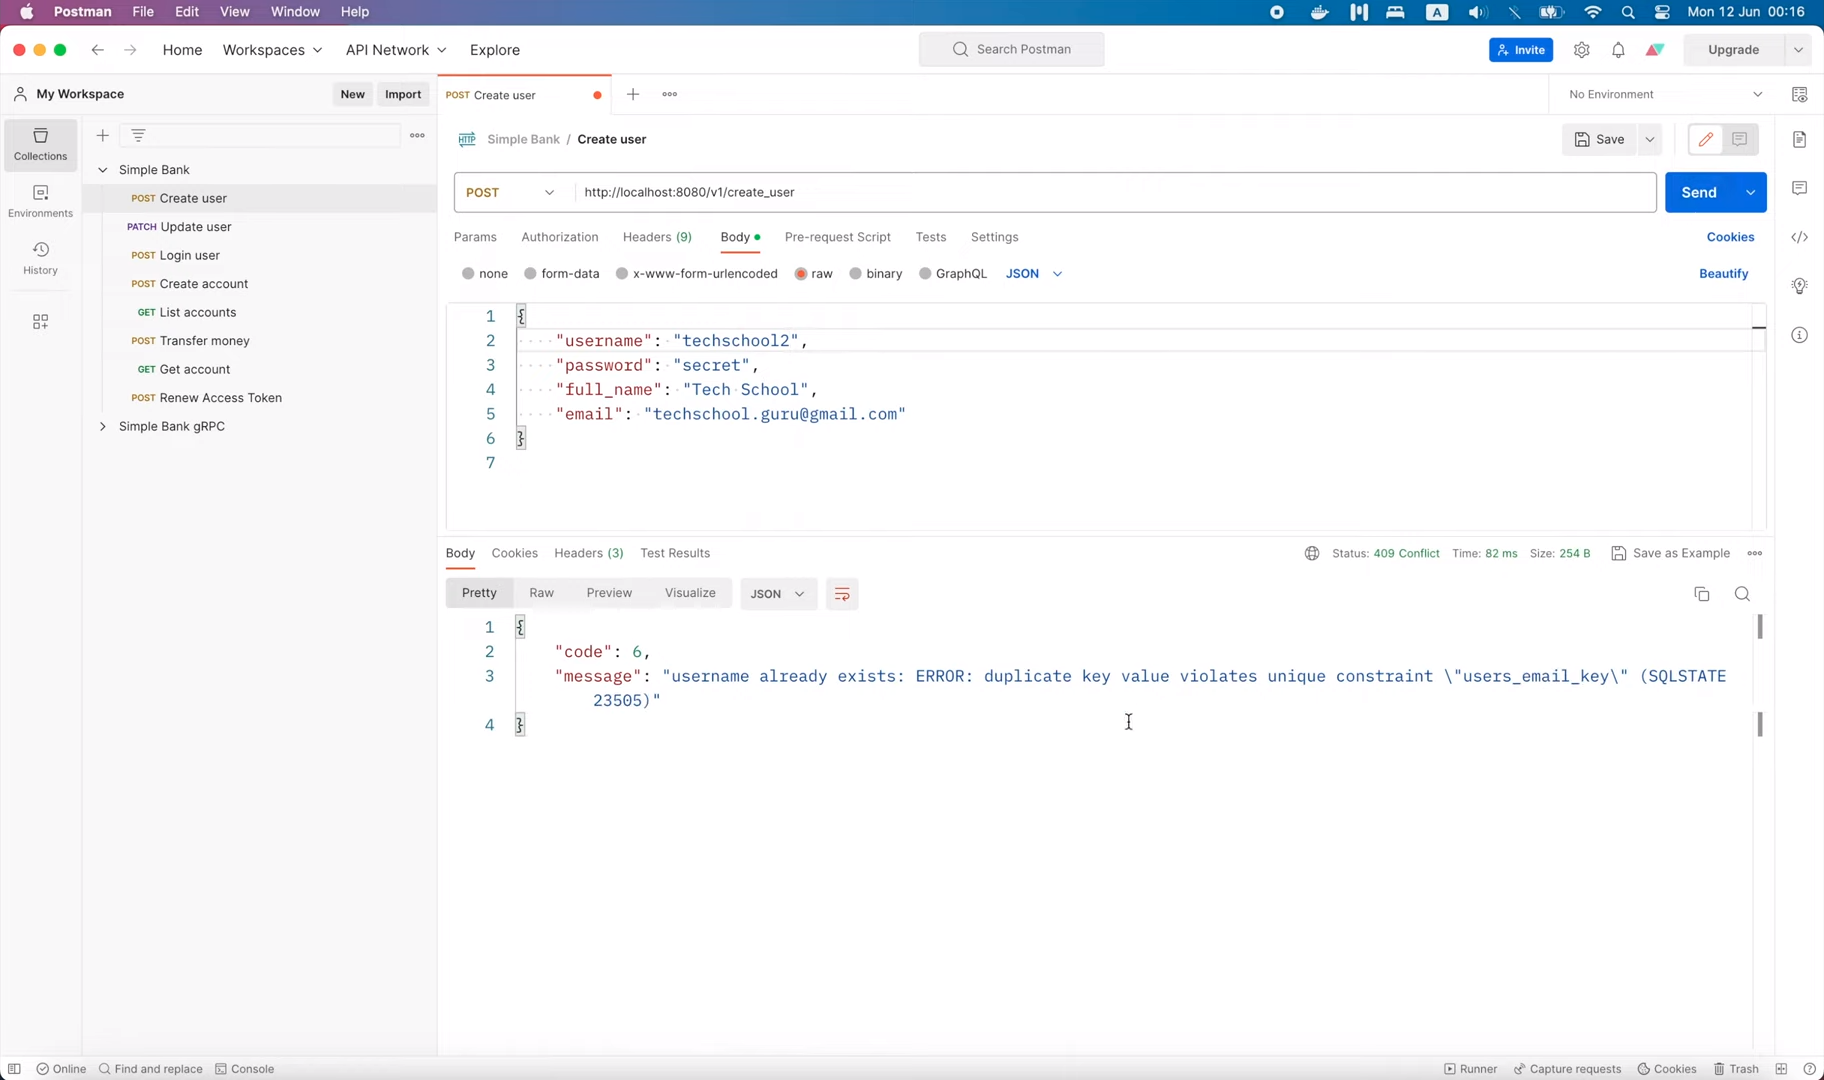 Postman File Edit View Window Help
A
Mon 12 Jun 00:16
Home Workspaces API Network Explore
Search Postman
Invite
Upgrade
My Workspace
New Import
POST Create user
No Environment
Collections
Environments
History
Simple Bank
POST Create user
PATCH Update user
POST Login user
POST Create account
GET List accounts
POST Transfer money
GET Get account
POST Renew Access Token
Simple Bank gRPC
HTTP Simple Bank / Create user
Save
POST http://localhost:8080/v1/create_user
Send
Params Authorization Headers (9) Body Pre-request Script Tests Settings
Cookies
none form-data x-www-form-urlencoded raw binary GraphQL JSON
Beautify
1 {
2 "username": "techschool2",
3 "password": "secret",
4 "full_name": "Tech School",
5 "email": "techschool.guru@gmail.com"
6 }
7
Body Cookies Headers (3) Test Results
Status: 409 Conflict Time: 82 ms Size: 254 B Save as Example
Pretty Raw Preview Visualize JSON
1 {
2 "code": 6,
3 "message": "username already exists: ERROR: duplicate key value violates unique constraint \"users_email_key\" (SQLSTATE
23505)"
4 }
Online Find and replace Console
Runner Capture requests Cookies Trash